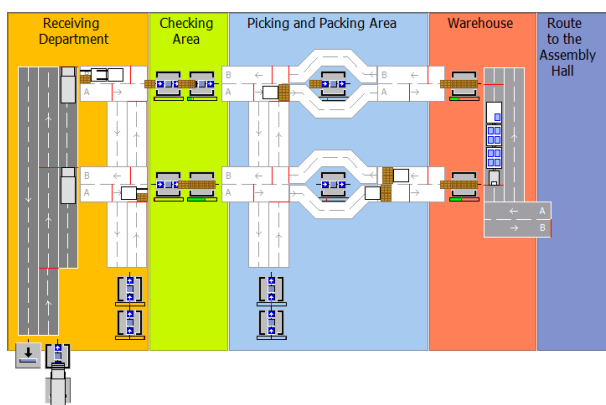 Receiving
Department
Checking
Area
Picking and Packing Area
Warehouse
Route
to the
Assembly
Hall
B
A
B
A
B
A
B
A
B
A
B
A
A
B